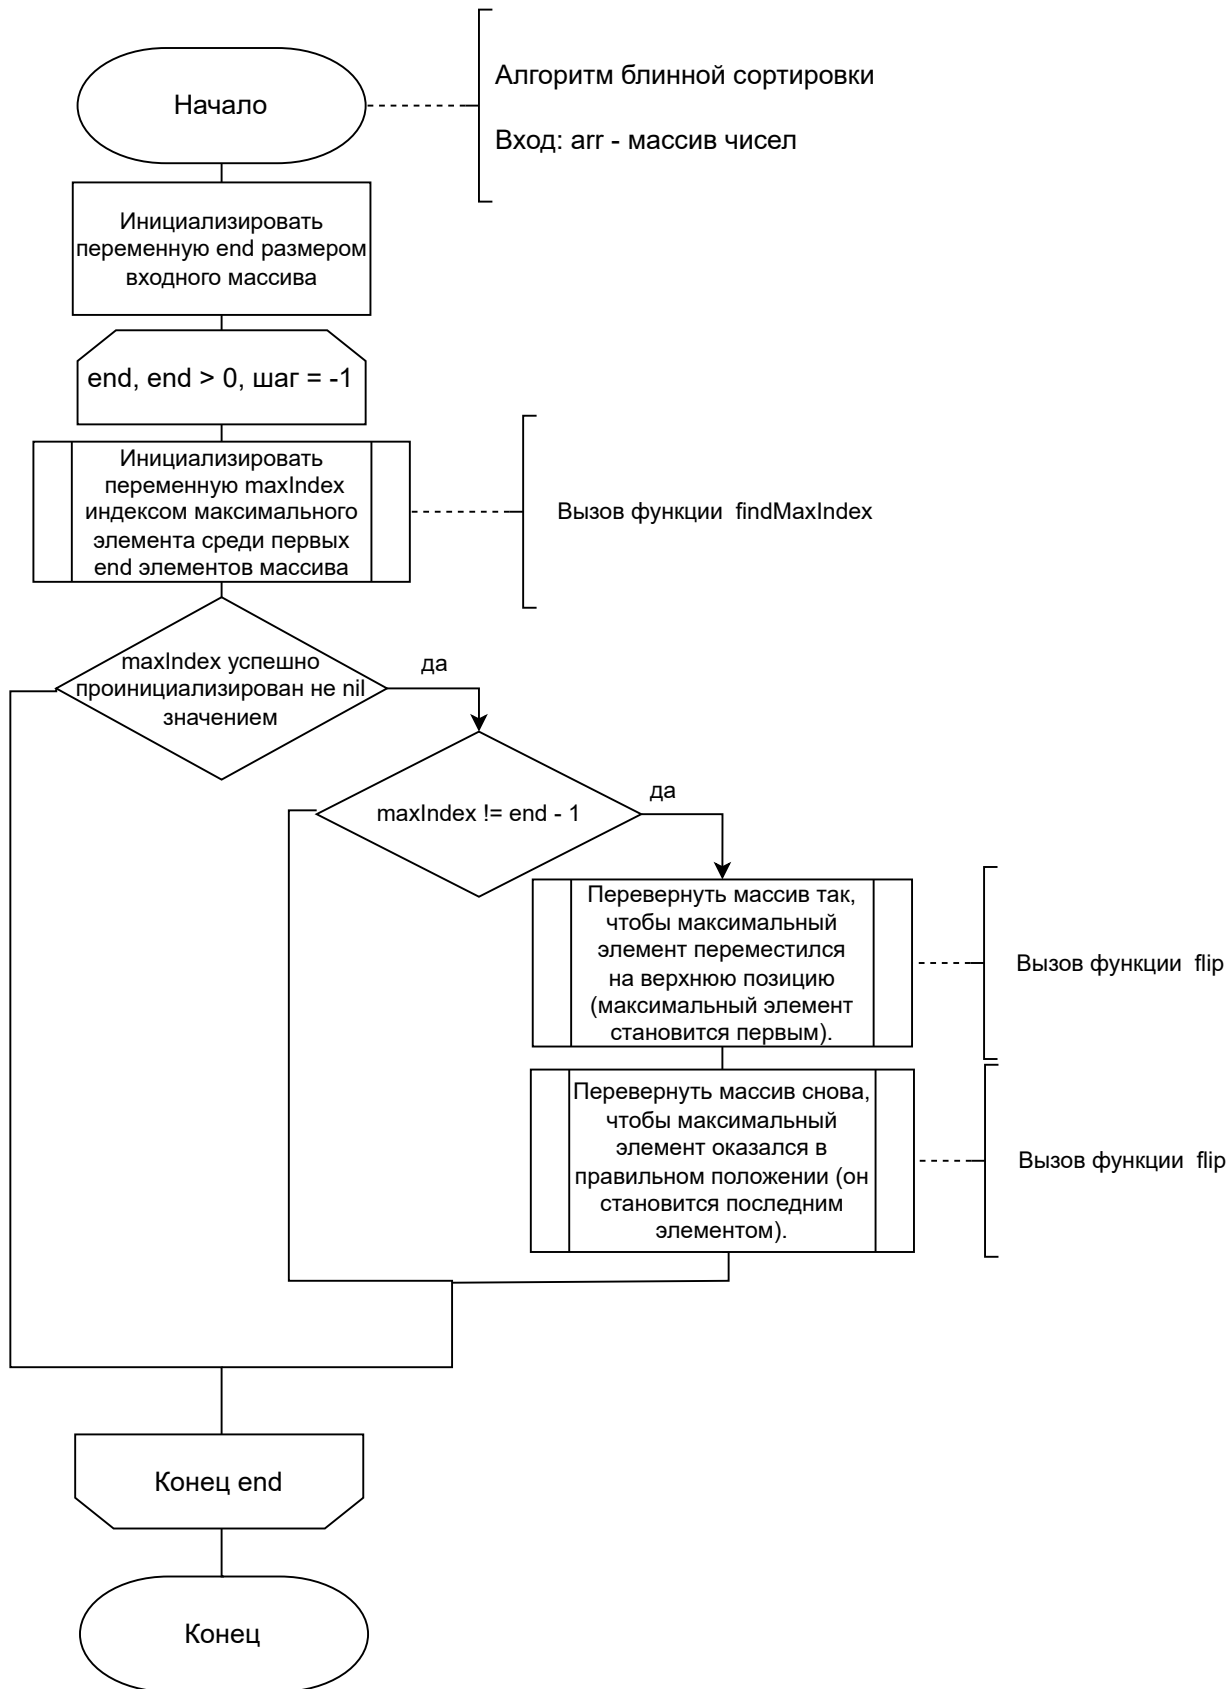 Начало
Алгоритм блинной сортировки
Вход: arr - массив чисел
Инициализировать
переменную end размером
входного массива
end, end > 0, шаг = -1
Инициализировать
переменную maxIndex
индексом максимального
элемента среди первых
end элементов массива
Вызов функции findMaxIndex
maxIndex успешно
проинициализирован не nil
значением
да
maxIndex != end - 1
да
Перевернуть массив так,
чтобы максимальный
элемент переместился
на верхнюю позицию
(максимальный элемент
становится первым).
Вызов функции flip
Перевернуть массив снова,
чтобы максимальный
элемент оказался в
правильном положении (он
становится последним
элементом).
Вызов функции flip
Конец end
Конец